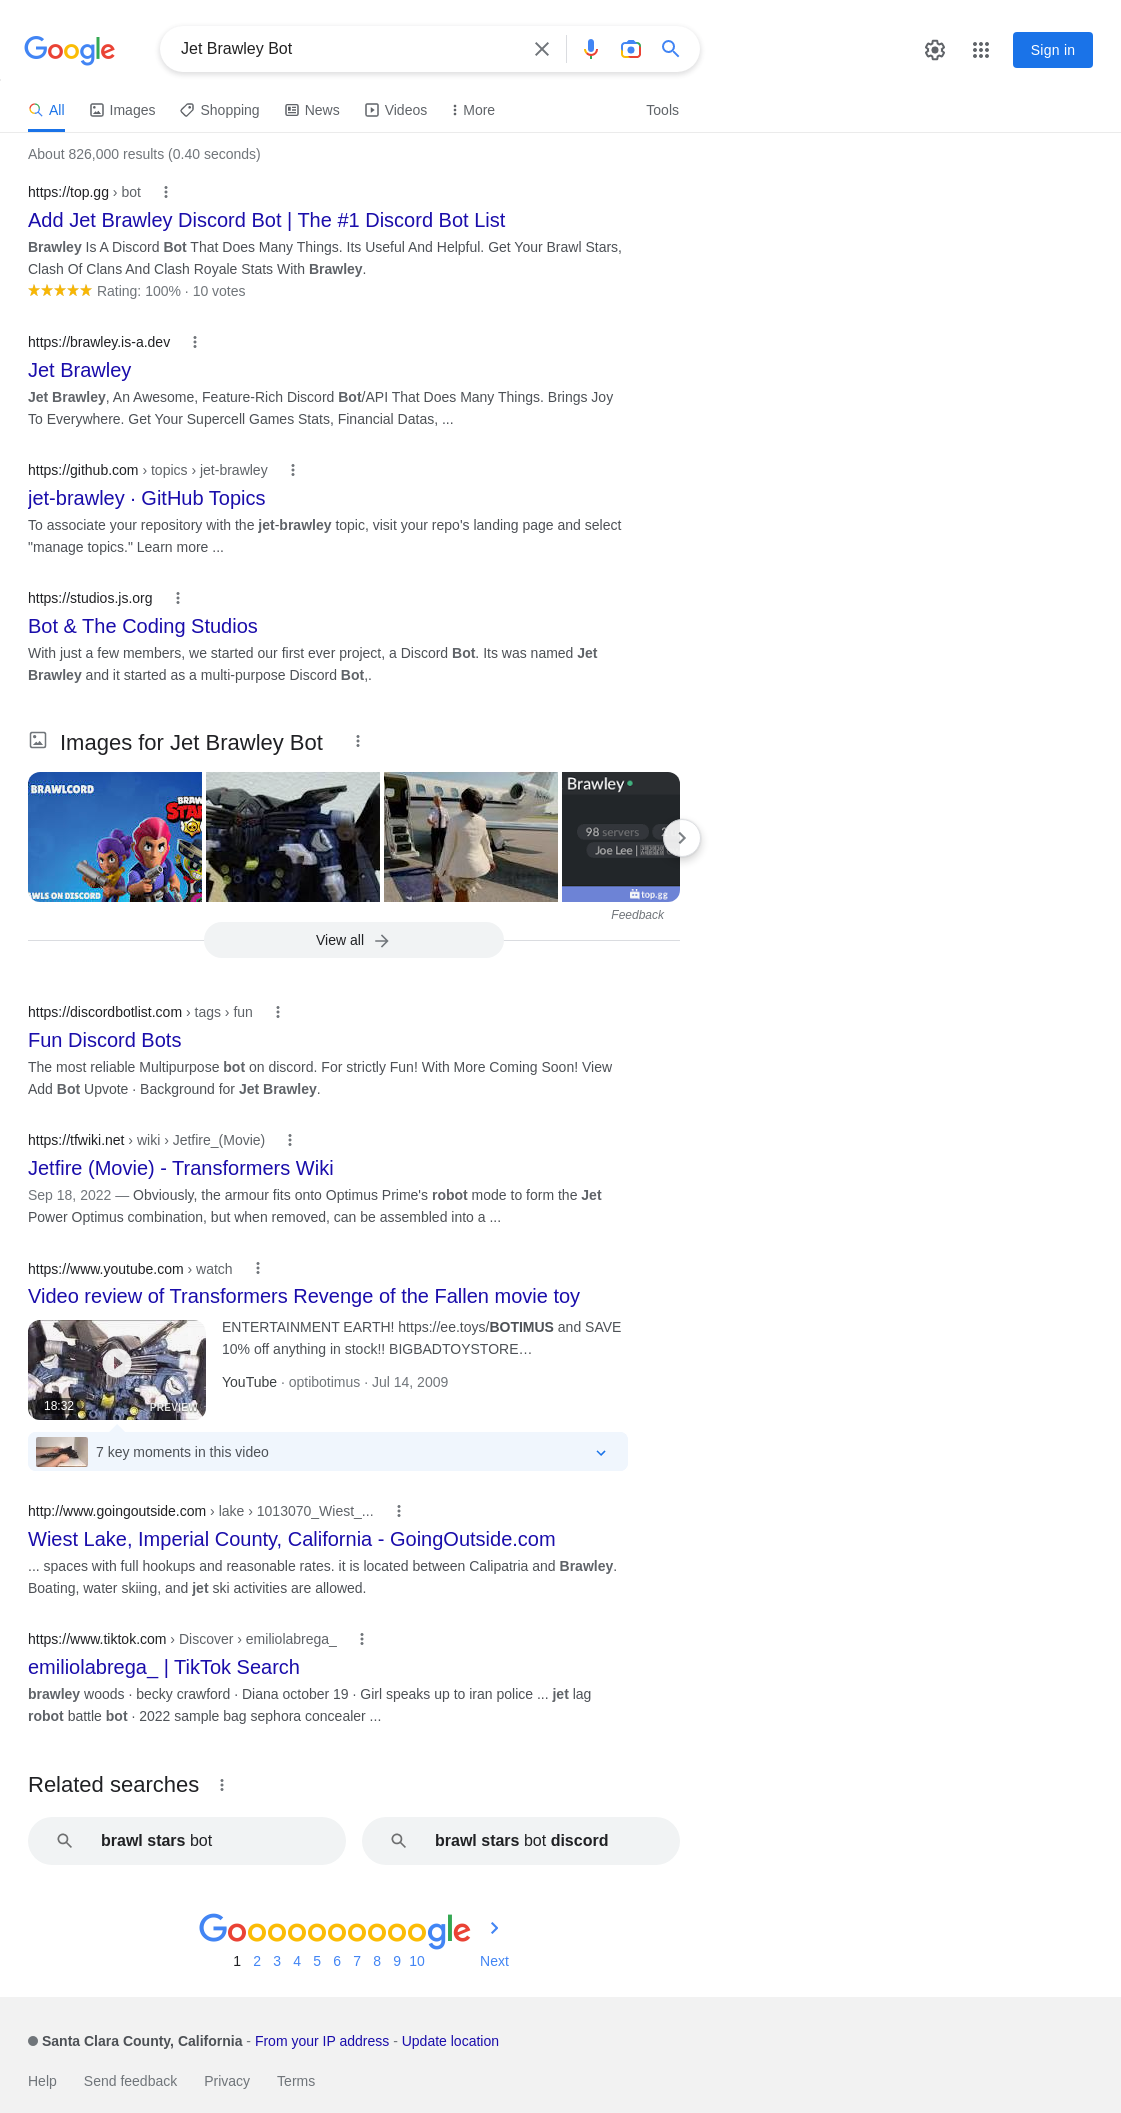 Google
Jet Brawley Bot
Sign in
All
Images
Shopping
News
Videos
More
Tools
About 826,000 results (0.40 seconds)
https://top.gg › bot
Add Jet Brawley Discord Bot | The #1 Discord Bot List
Brawley Is A Discord Bot That Does Many Things. Its Useful And Helpful. Get Your Brawl Stars,
Clash Of Clans And Clash Royale Stats With Brawley.
Rating: 100% · 10 votes
https://brawley.is-a.dev
Jet Brawley
Jet Brawley, An Awesome, Feature-Rich Discord Bot/API That Does Many Things. Brings Joy
To Everywhere. Get Your Supercell Games Stats, Financial Datas, ...
https://github.com › topics › jet-brawley
jet-brawley · GitHub Topics
To associate your repository with the jet-brawley topic, visit your repo's landing page and select
"manage topics." Learn more ...
https://studios.js.org
Bot & The Coding Studios
With just a few members, we started our first ever project, a Discord Bot. Its was named Jet
Brawley and it started as a multi-purpose Discord Bot,.
Images for Jet Brawley Bot
BRAWLCORD
BRAW
STA
AWLS ON DISCORD
Brawley
98 servers
Joe Lee |
top.gg
Feedback
View all
https://discordbotlist.com › tags › fun
Fun Discord Bots
The most reliable Multipurpose bot on discord. For strictly Fun! With More Coming Soon! View
Add Bot Upvote · Background for Jet Brawley.
https://tfwiki.net › wiki › Jetfire_(Movie)
Jetfire (Movie) - Transformers Wiki
Sep 18, 2022 — Obviously, the armour fits onto Optimus Prime's robot mode to form the Jet
Power Optimus combination, but when removed, can be assembled into a ...
https://www.youtube.com › watch
Video review of Transformers Revenge of the Fallen movie toy
ENTERTAINMENT EARTH! https://ee.toys/BOTIMUS and SAVE
10% off anything in stock!! BIGBADTOYSTORE…
YouTube · optibotimus · Jul 14, 2009
18:32
PREVIEW
7 key moments in this video
http://www.goingoutside.com › lake › 1013070_Wiest_...
Wiest Lake, Imperial County, California - GoingOutside.com
... spaces with full hookups and reasonable rates. it is located between Calipatria and Brawley.
Boating, water skiing, and jet ski activities are allowed.
https://www.tiktok.com › Discover › emiliolabrega_
emiliolabrega_ | TikTok Search
brawley woods · becky crawford · Diana october 19 · Girl speaks up to iran police ... jet lag
robot battle bot · 2022 sample bag sephora concealer ...
Related searches
brawl stars bot
brawl stars bot discord
Goooooooooogle
1 2 3 4 5 6 7 8 9 10 Next
Santa Clara County, California - From your IP address - Update location
Help Send feedback Privacy Terms